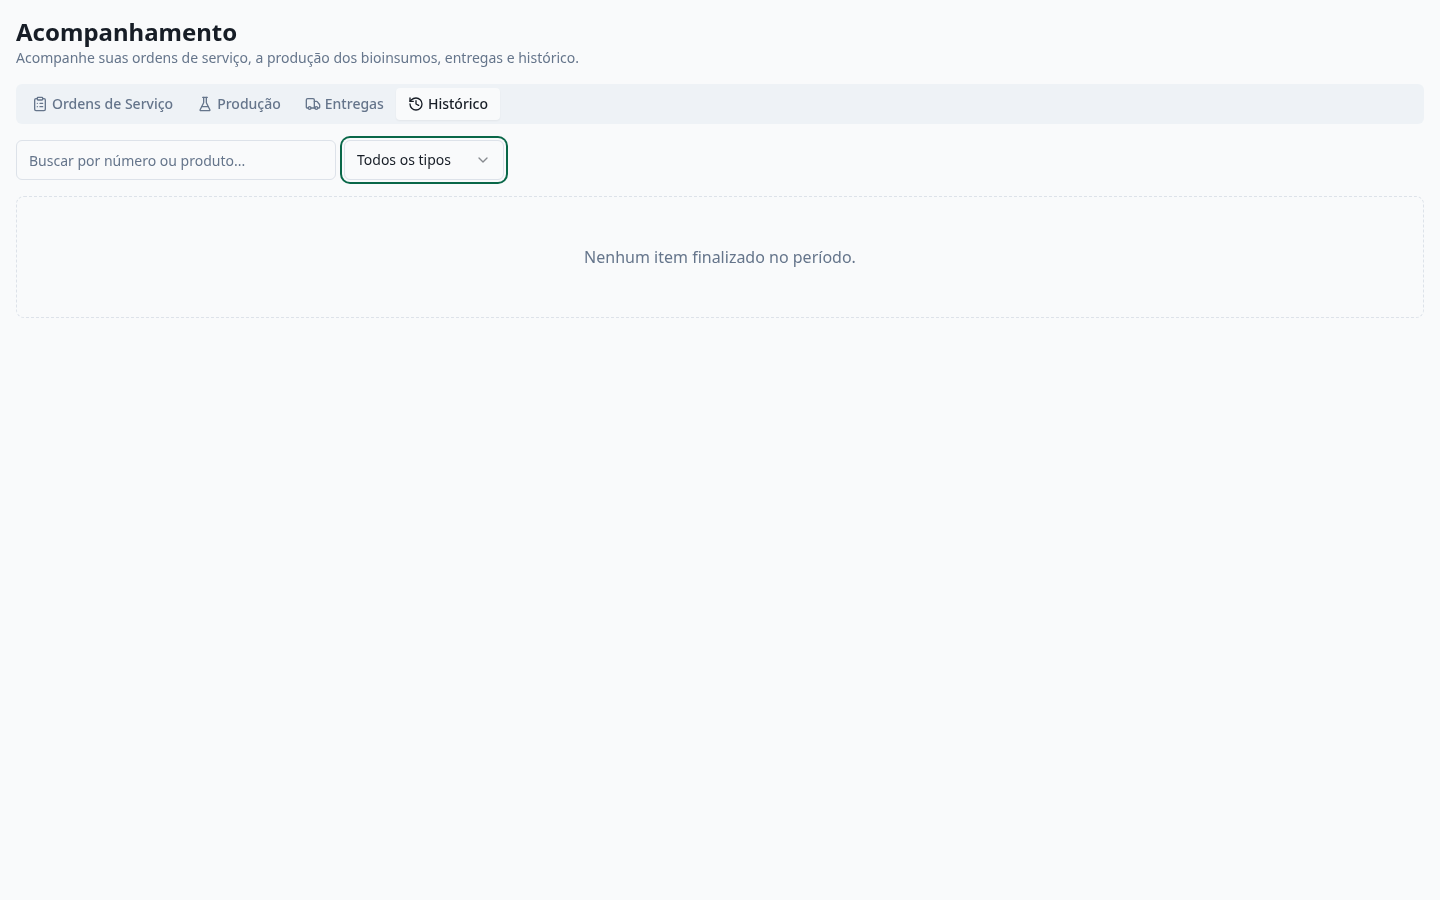 Acompanhamento
Acompanhe suas ordens de serviço, a produção dos bioinsumos, entregas e histórico.
Ordens de Serviço Produção Entregas Histórico
Buscar por número ou produto... Todos os tipos
Nenhum item finalizado no período.